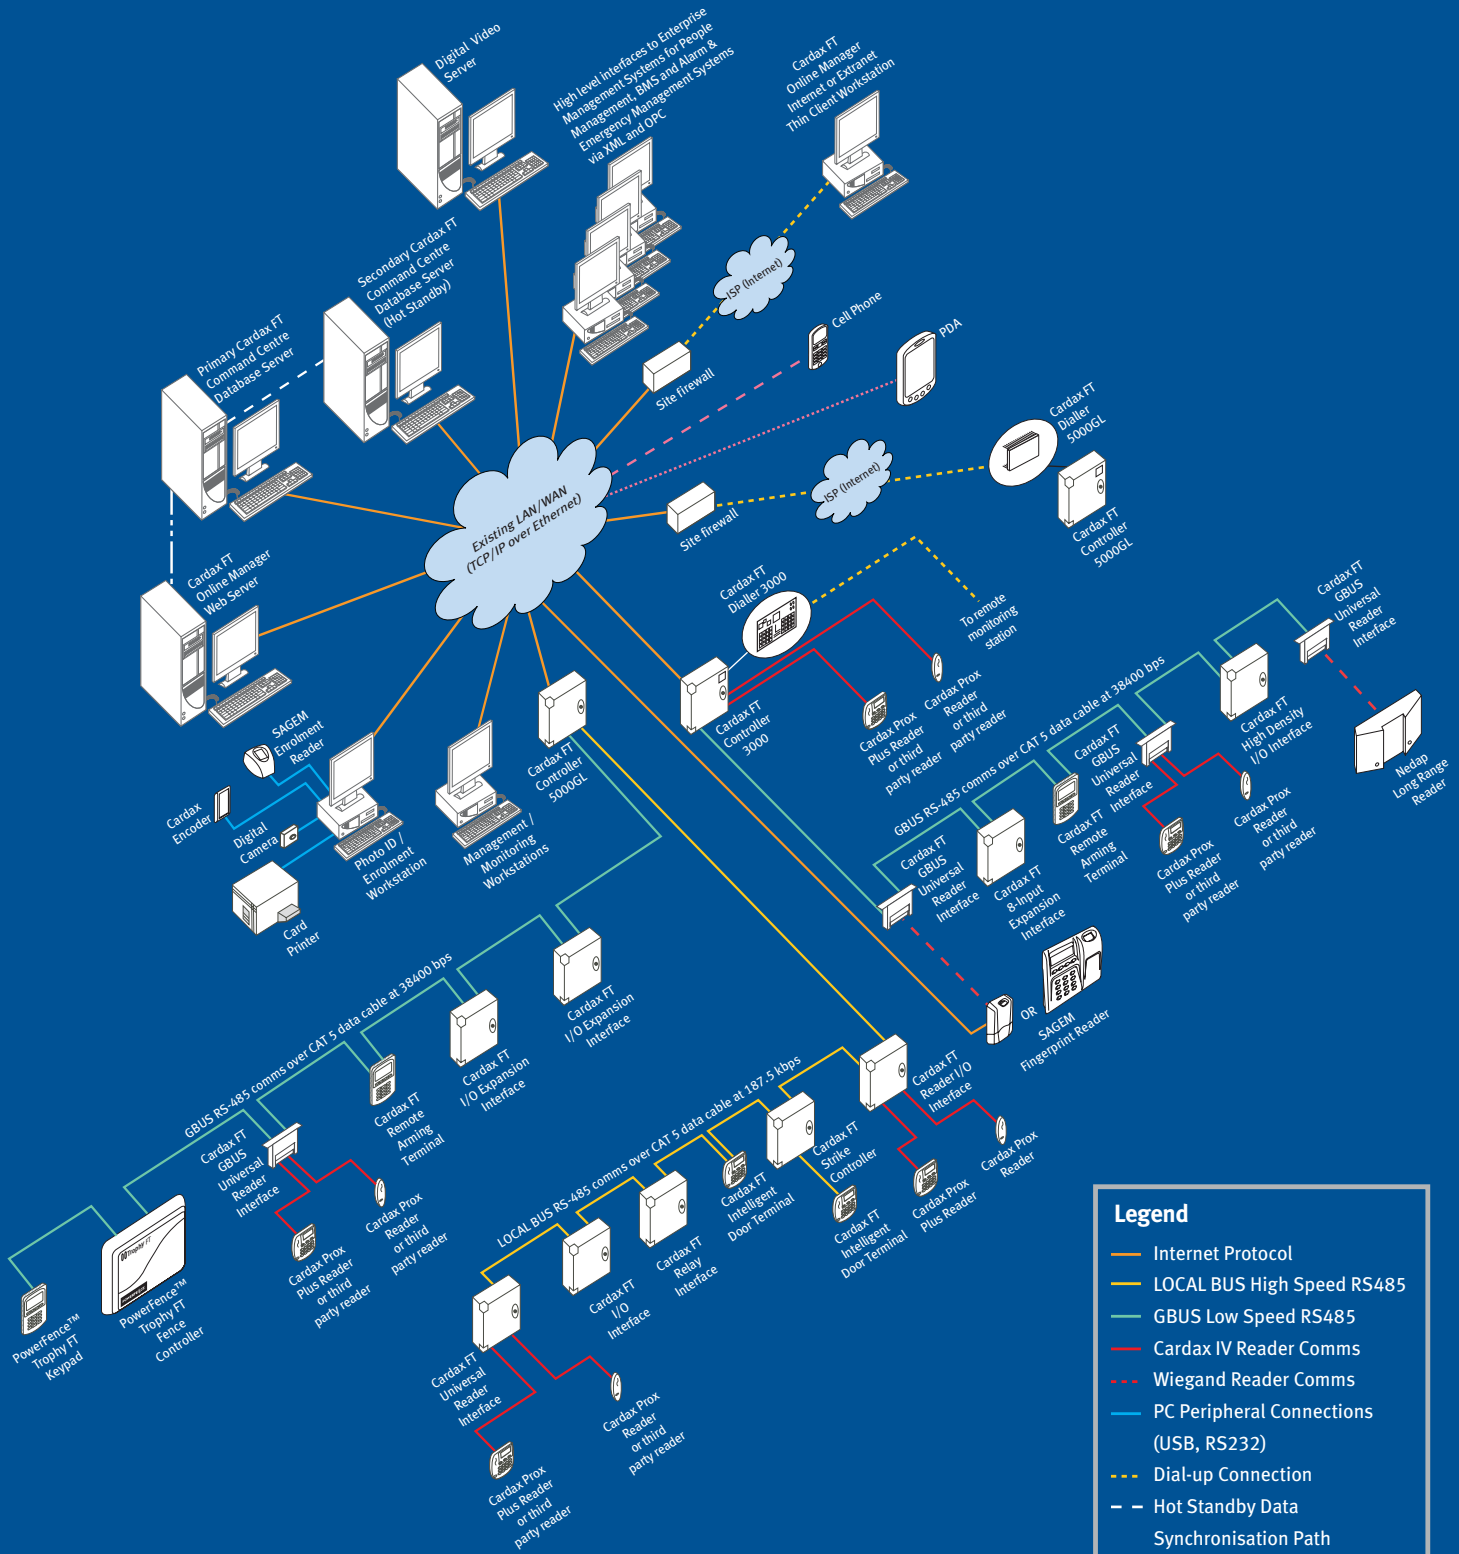 Digital Video
Server
High level interfaces to Enterprise
Management Systems for People
Management, BMS and Alarm &
Emergency Management Systems
via XML and OPC
Cardax FT
Online Manager
Internet or Extranet
Thin Client Workstation
Secondary Cardax FT
Command Centre
Database Server
(Hot Standby)
Primary Cardax FT
Command Centre
Database Server
ISP (Internet)
Cell Phone
PDA
Site firewall
Cardax FT
Dialler
5000GL
ISP (Internet)
Site firewall
Cardax FT
Controller
5000GL
Existing LAN/WAN
(TCP/IP over Ethernet)
Cardax FT
Online Manager
Web Server
Cardax FT
Dialler 3000
To remote
monitoring
station
Cardax FT
GBUS
Universal
Reader
Interface
Cardax FT
Controller
3000
Cardax Prox
Plus Reader
or third
party reader
Cardax Prox
Reader
or third
party reader
GBUS RS-485 comms over CAT 5 data cable at 38400 bps
Cardax FT
High Density
I/O Interface
Nedap
Long Range
Reader
SAGEM
Enrolment
Reader
Cardax
Encoder
Digital
Camera
Card
Printer
Photo ID /
Enrolment
Workstation
Management /
Monitoring
Workstations
Cardax FT
Controller
5000GL
Cardax FT
GBUS
Universal
Reader
Interface
Cardax FT
8-Input
Expansion
Interface
Cardax FT
Remote
Arming
Terminal
Cardax FT
GBUS
Universal
Reader
Interface
Cardax Prox
Plus Reader
or third
party reader
Cardax Prox
Reader
or third
party reader
OR
SAGEM
Fingerprint Reader
GBUS RS-485 comms over CAT 5 data cable at 38400 bps
Cardax FT
I/O Expansion
Interface
Cardax FT
I/O Expansion
Interface
Cardax FT
Remote
Arming
Terminal
Cardax FT
GBUS
Universal
Reader
Interface
Cardax Prox
Reader
or third
party reader
Cardax Prox
Plus Reader
or third
party reader
Trophy FT
PowerFence™
Trophy FT
Fence
Controller
PowerFence™
Trophy FT
Keypad
LOCAL BUS RS-485 comms over CAT 5 data cable at 187.5 kbps
Cardax FT
Reader I/O
Interface
Cardax Prox
Reader
Cardax Prox
Plus Reader
Cardax FT
Strike
Controller
Cardax FT
Intelligent
Door Terminal
Cardax FT
Intelligent
Door Terminal
Cardax FT
Relay
Interface
Cardax FT
I/O
Interface
Cardax FT
Universal
Reader
Interface
Cardax Prox
Reader
or third
party reader
Cardax Prox
Plus Reader
or third
party reader
Legend
Internet Protocol
LOCAL BUS High Speed RS485
GBUS Low Speed RS485
Cardax IV Reader Comms
Wiegand Reader Comms
PC Peripheral Connections
(USB, RS232)
Dial-up Connection
Hot Standby Data
Synchronisation Path